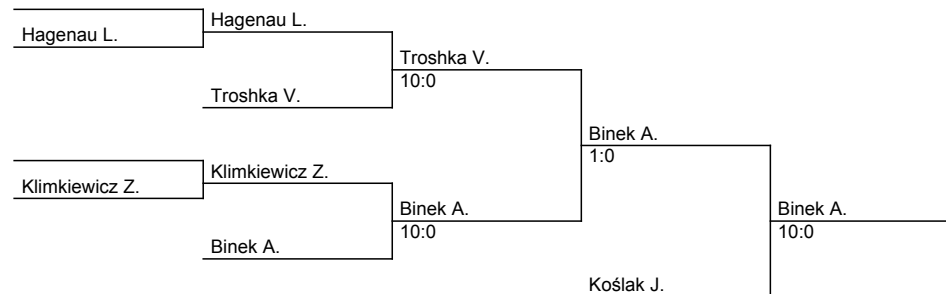 Hagenau L.
Hagenau L.
Troshka V.
10:0
Troshka V.
Binek A.
1:0
Klimkiewicz Z.
Klimkiewicz Z.
Binek A.
10:0
Binek A.
10:0
Binek A.
Koślak J.